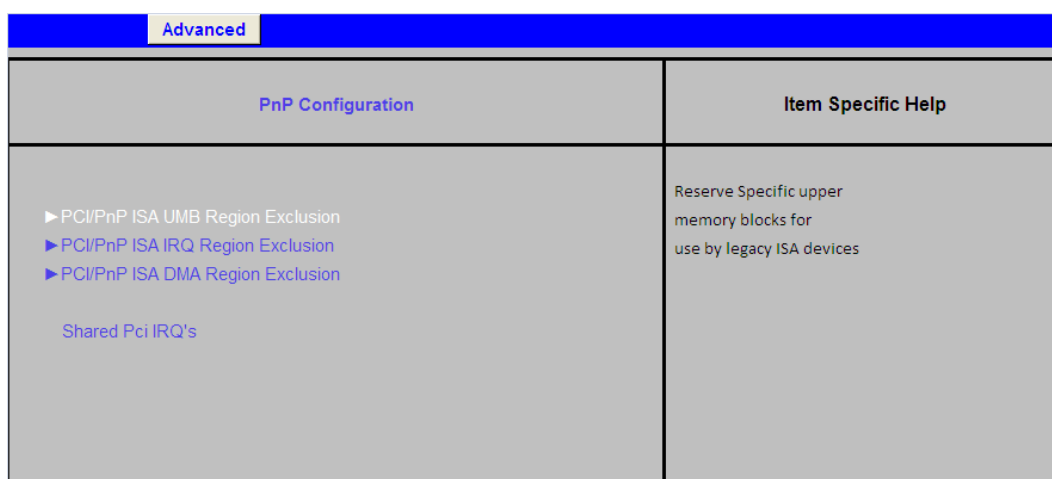 Advanced
PnP Configuration
Item Specific Help
►PCI/PnP ISA UMB Region Exclusion
►PCI/PnP ISA IRQ Region Exclusion
►PCI/PnP ISA DMA Region Exclusion
Shared Pci IRQ's
Reserve Specific upper
memory blocks for
use by legacy ISA devices